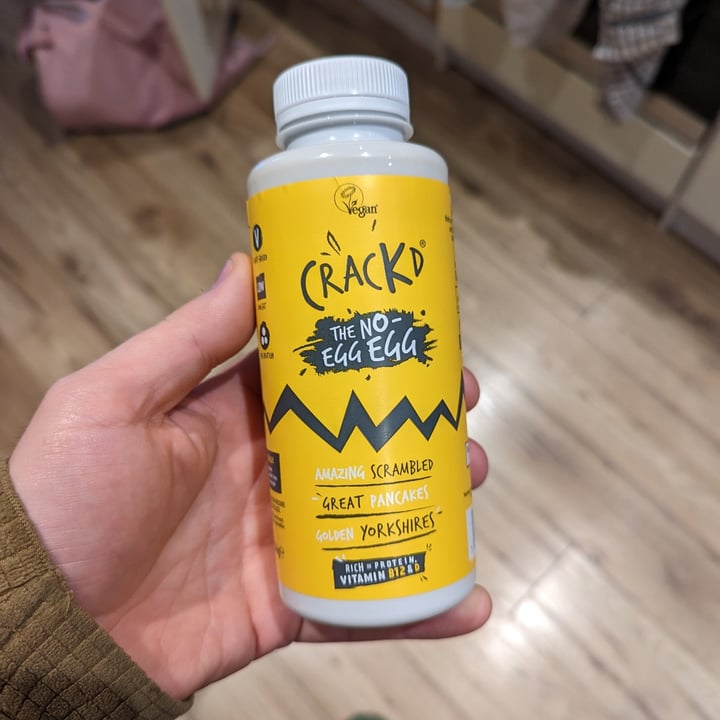 Vegan
CRACKD®
THE NO-
EGG EGG
AMAZING SCRAMBLED
GREAT PANCAKES
GOLDEN YORKSHIRES
RICH IN PROTEIN,
VITAMIN B12 & D